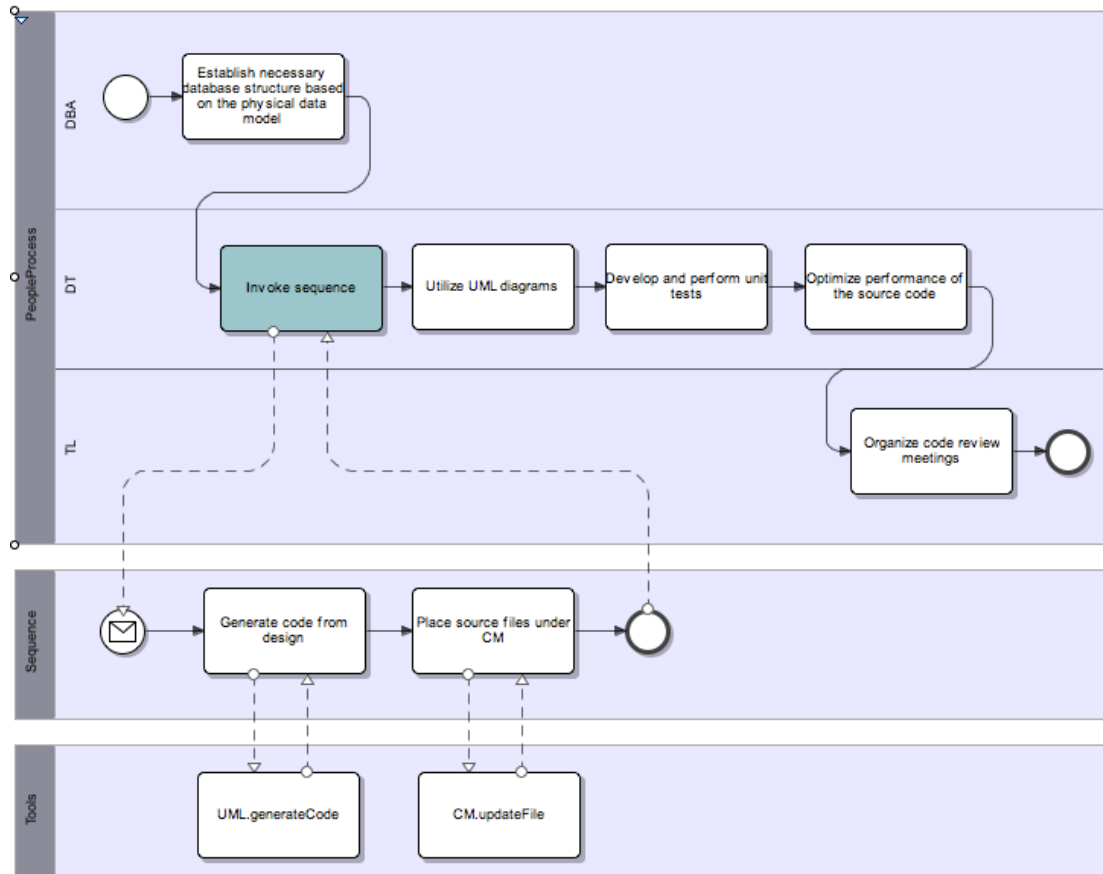 PeopleProcess
DBA
Establish necessary
database structure based
on the physical data
model
DT
Invoke sequence
Utilize UML diagrams
Develop and perform unit
tests
Optimize performance of
the source code
TL
Organize code review
meetings
Sequence
Generate code from
design
Place source files under
CM
Tools
UML.generateCode
CM.updateFile